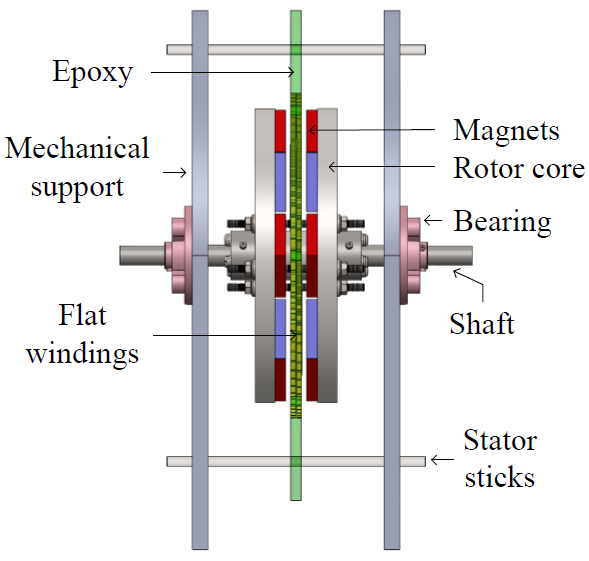 Epoxy
Mechanical
support
Magnets
Rotor core
Bearing
Shaft
Flat
windings
Stator
sticks